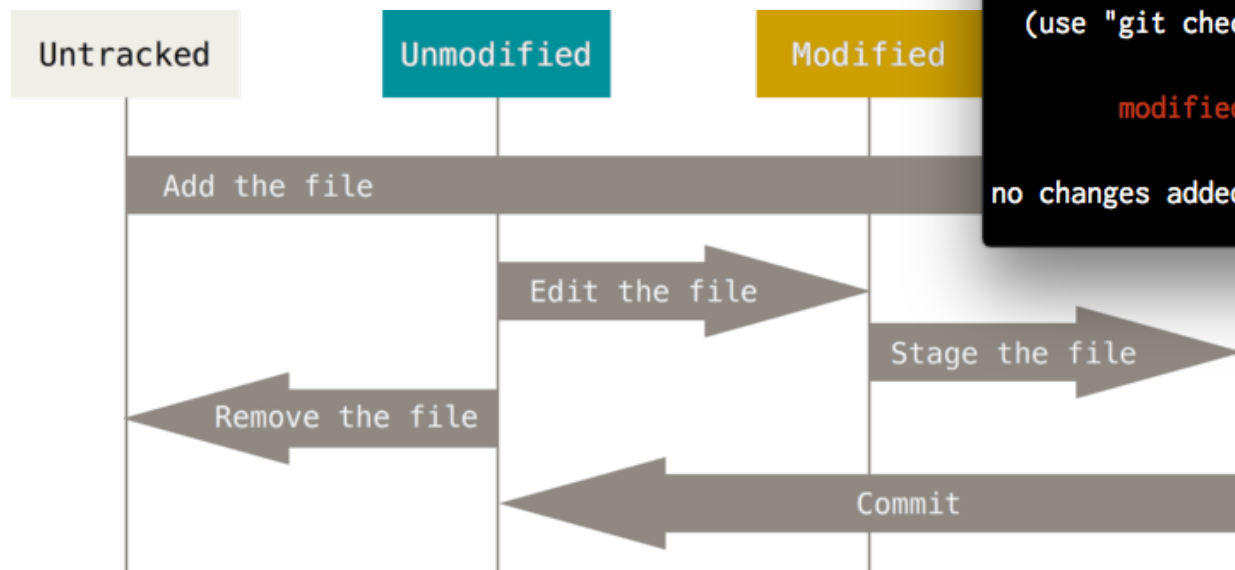 Untracked
Unmodified
Modified
(use "git chec
modified
no changes added
Add the file
Edit the file
Stage the file
Remove the file
Commit